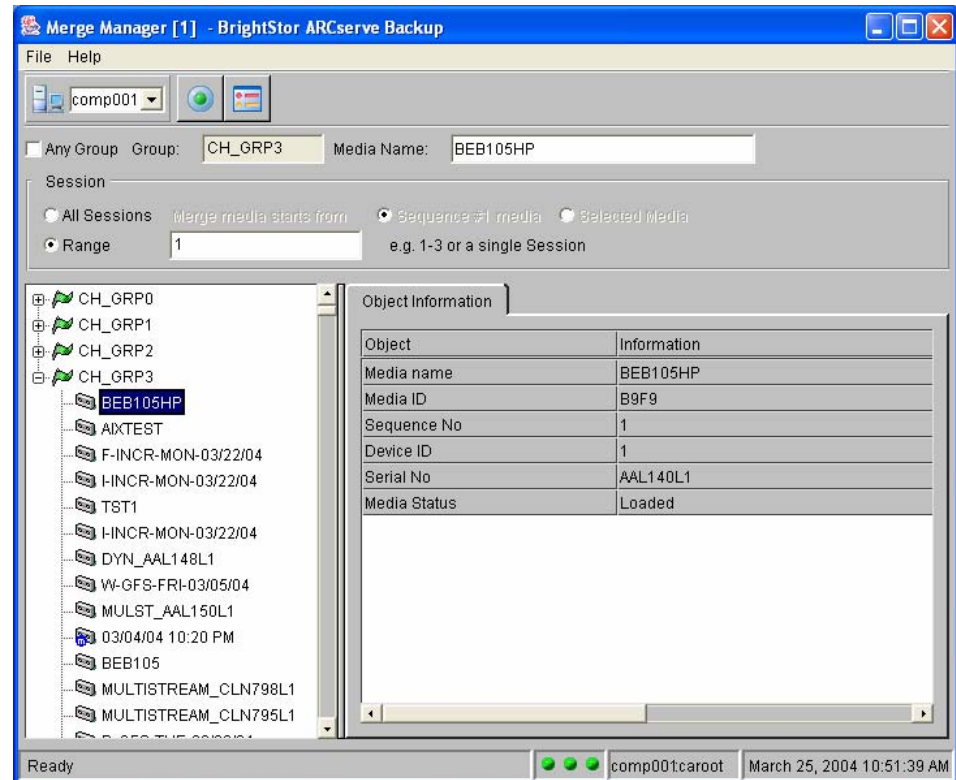 Merge Manager [1] - BrightStor ARCserve Backup
File Help
comp001
Any Group Group: CH_GRP3 Media Name: BEB105HP
Session
All Sessions Merge media starts from Sequence #1 media Selected Media
Range 1 e.g. 1-3 or a single Session
CH_GRP0
CH_GRP1
CH_GRP2
CH_GRP3
BEB105HP
AIXTEST
F-INCR-MON-03/22/04
I-INCR-MON-03/22/04
TST1
I-INCR-MON-03/22/04
DYN_AAL148L1
W-GFS-FRI-03/05/04
MULST_AAL150L1
03/04/04 10:20 PM
BEB105
MULTISTREAM_CLN798L1
MULTISTREAM_CLN795L1
Object Information
Object Information
Media name BEB105HP
Media ID B9F9
Sequence No 1
Device ID 1
Serial No AAL140L1
Media Status Loaded
Ready comp001:caroot March 25, 2004 10:51:39 AM